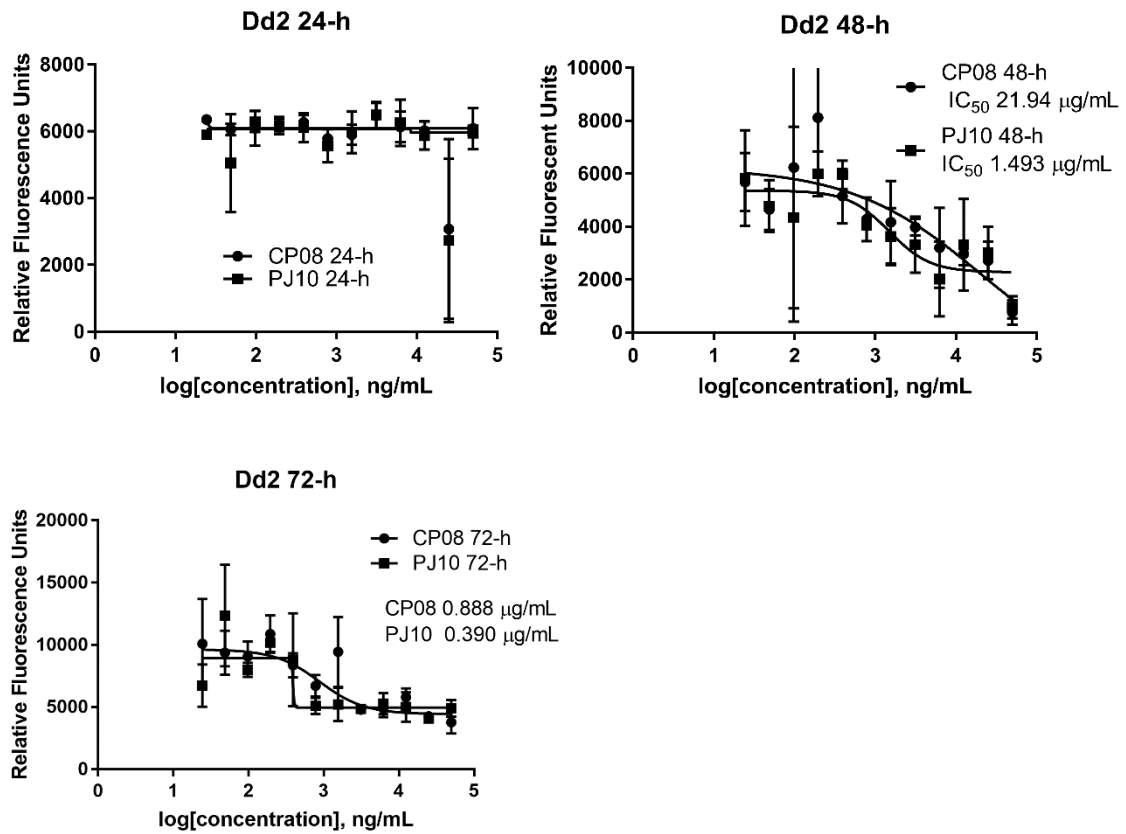 Dd2 24-h
Relative Fluorescence Units
8000
6000
4000
2000
0
CP08 24-h
PJ10 24-h
0 1 2 3 4 5
log[concentration], ng/mL
Dd2 48-h
Relative Fluorescent Units
10000
8000
6000
4000
2000
0
CP08 48-h
IC50 21.94 μg/mL
PJ10 48-h
IC50 1.493 μg/mL
0 1 2 3 4 5
log[concentration], ng/mL
Dd2 72-h
Relative Fluorescence Units
20000
15000
10000
5000
0
CP08 72-h
PJ10 72-h
CP08 0.888 μg/mL
PJ10 0.390 μg/mL
0 1 2 3 4 5
log[concentration], ng/mL